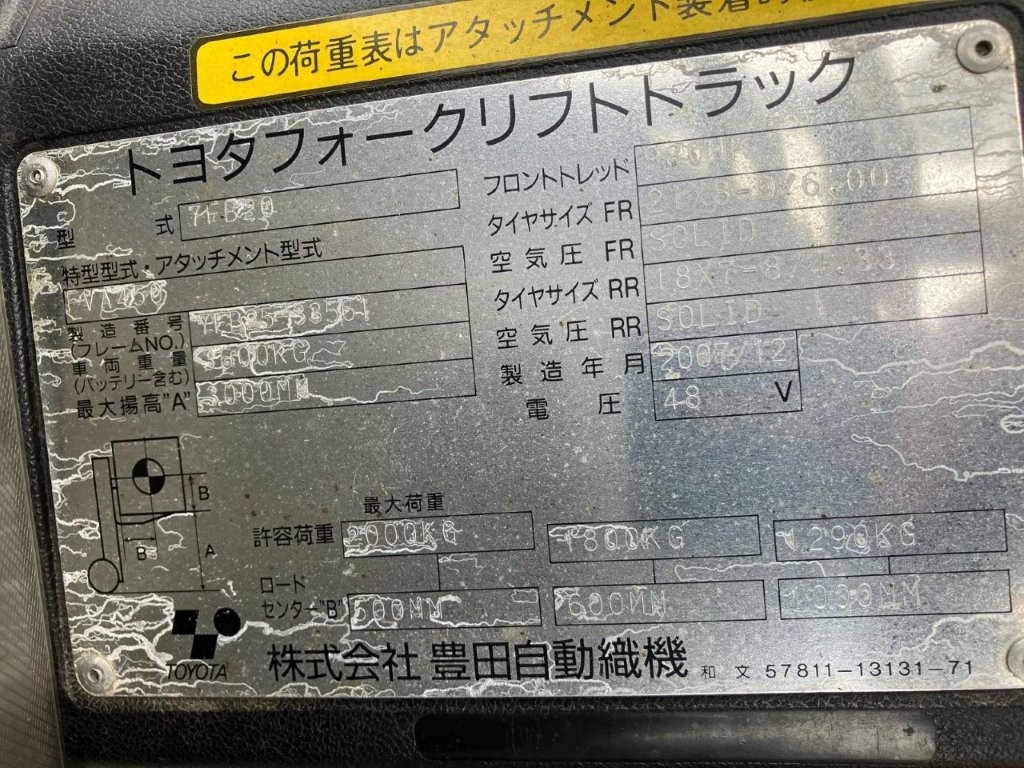 この荷重表はアタッチメント装着
トヨタフォークリフトトラック
型 式
特型型式・アタッチメント型式
製造番号
(フレームNO.)
車両重量
(バッテリー含む)
最大揚高"A" 3000MM
フロントトレッド
タイヤサイズ FR
空気圧 FR SOLID
タイヤサイズ RR
空気圧 RR SOLID
製造年月 2007/12
電圧 48 V
B
B
A
最大荷重
許容荷重 2000KG 1800KG
ロード
センター"B" 500MM 600MM 1000MM
TOYOTA 株式会社 豊田自動織機 和文 57811-13131-71